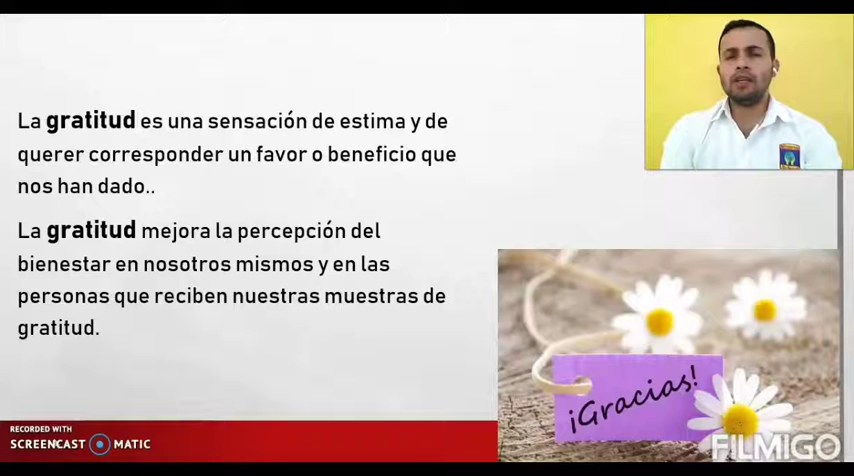 La gratitud es una sensación de estima y de
querer corresponder un favor o beneficio que
nos han dado..
La gratitud mejora la percepción del
bienestar en nosotros mismos y en las
personas que reciben nuestras muestras de
gratitud.
¡Gracias!
RECORDED WITH
SCREENCAST MATIC
FILMIGO